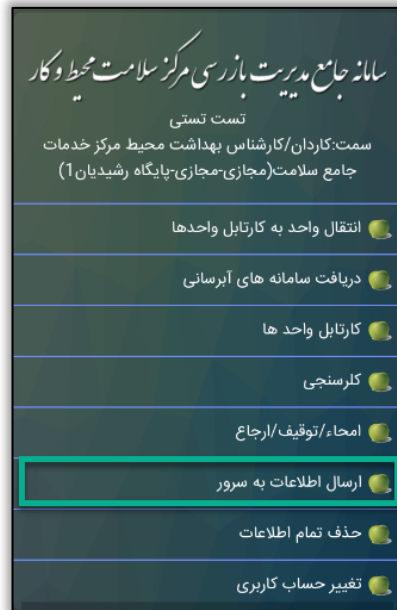 سامانه جامع مدیریت بازرسی مرکز سلامت محیط و کار
تست تستی
سمت:کاردان/کارشناس بهداشت محیط مرکز خدمات
جامع سلامت(مجازی-مجازی-پایگاه رشیدیان1)
انتقال واحد به کارتابل واحدها
دریافت سامانه های آبرسانی
کارتابل واحد ها
کلرسنجی
امحاء/توقیف/ارجاع
ارسال اطلاعات به سرور
حذف تمام اطلاعات
تغییر حساب کاربری